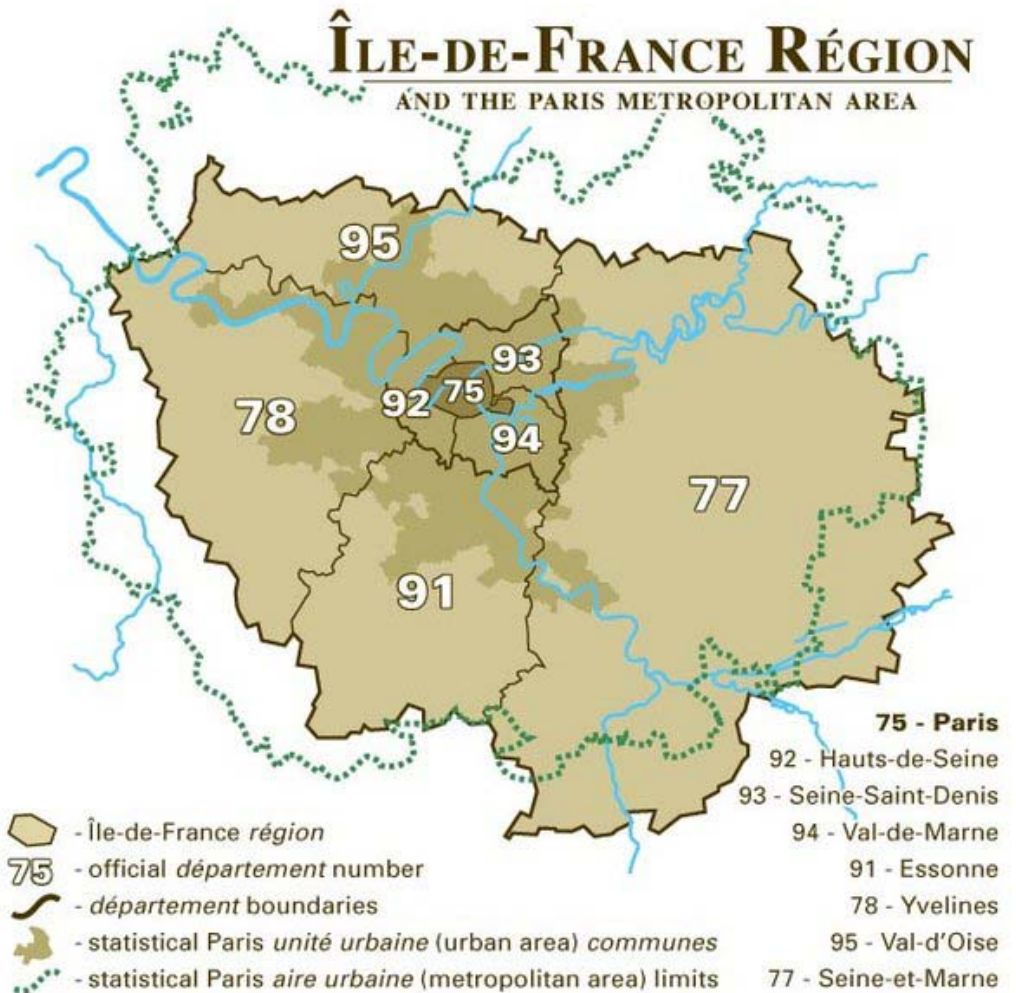 ÎLE-DE-FRANCE RÉGION
AND THE PARIS METROPOLITAN AREA
95
93
75
92
78
94
77
91
75 - Paris
92 - Hauts-de-Seine
93 - Seine-Saint-Denis
94 - Val-de-Marne
91 - Essonne
78 - Yvelines
95 - Val-d'Oise
77 - Seine-et-Marne
- Île-de-France région
75 - official département number
- département boundaries
- statistical Paris unité urbaine (urban area) communes
- statistical Paris aire urbaine (metropolitan area) limits